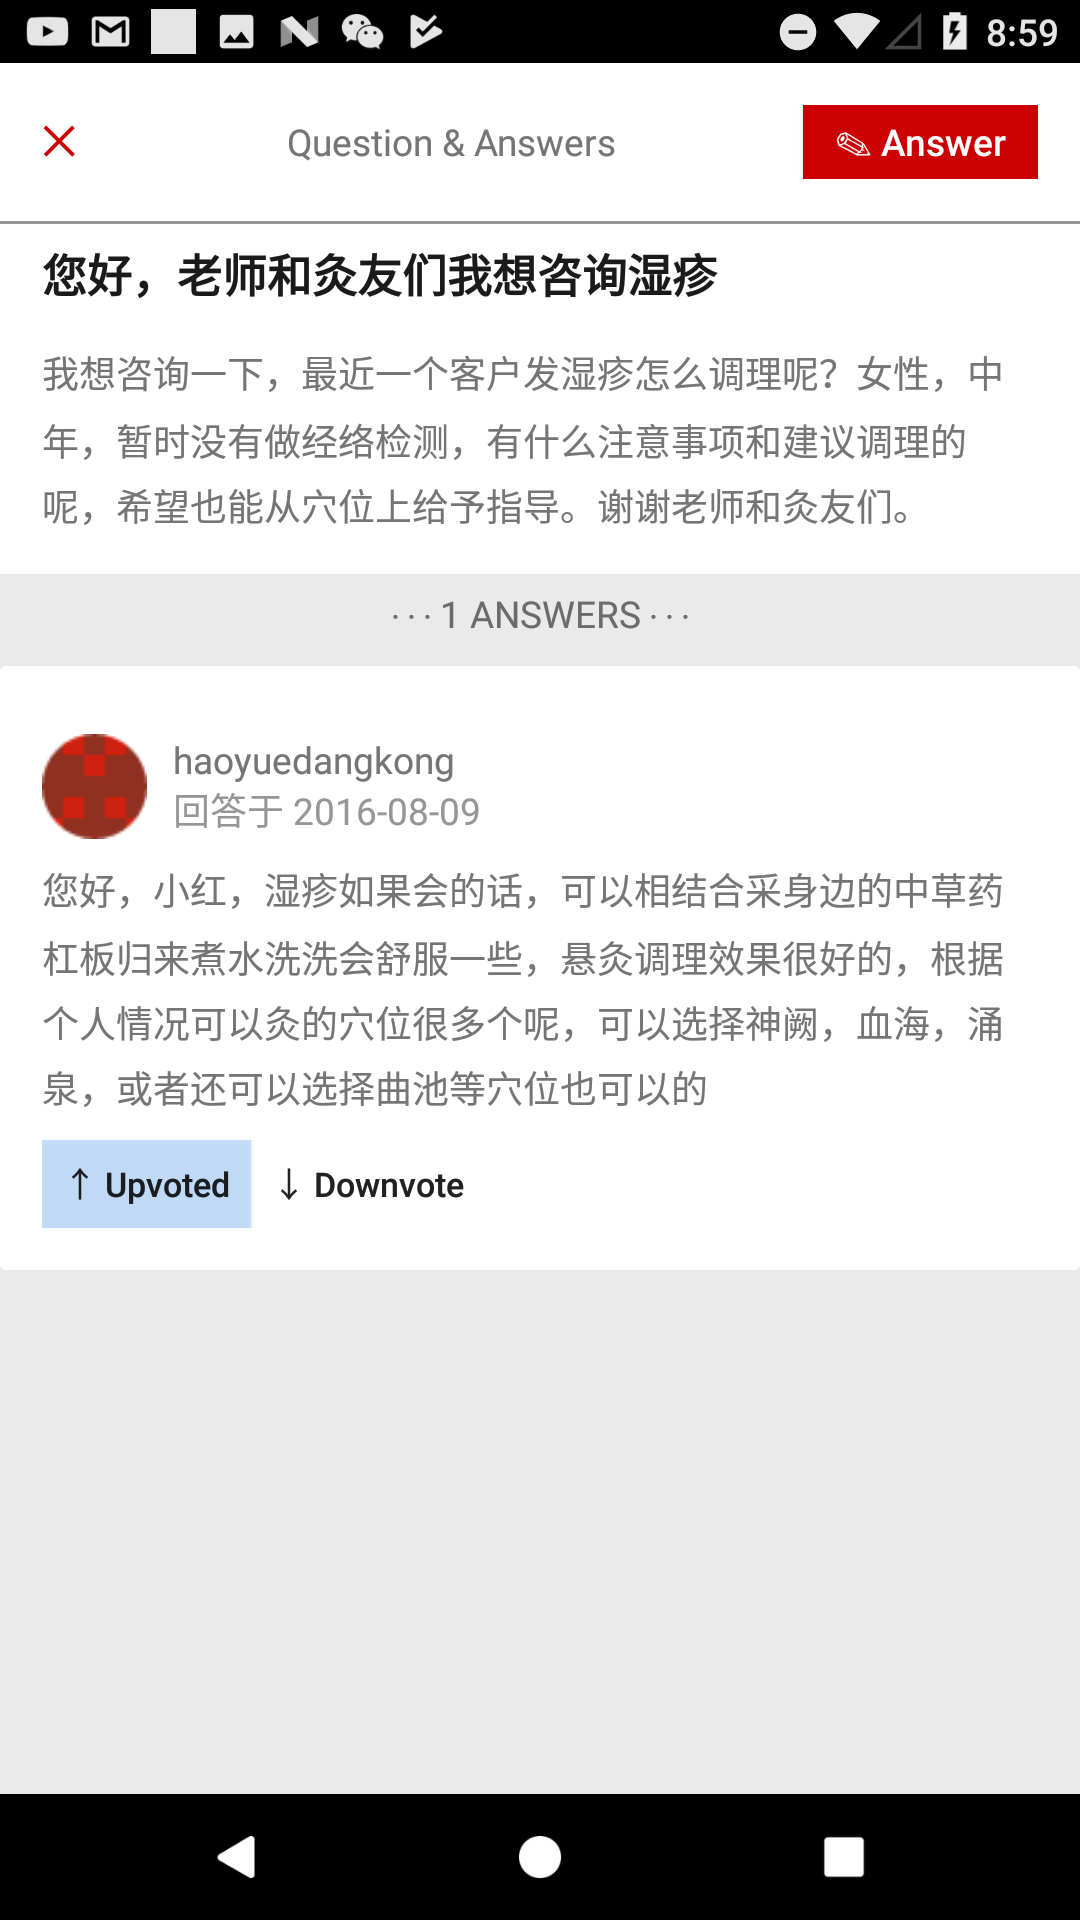 8:59
Question & Answers
Answer
您好，老师和灸友们我想咨询湿疹
我想咨询一下，最近一个客户发湿疹怎么调理呢？女性，中
年，暂时没有做经络检测，有什么注意事项和建议调理的
呢，希望也能从穴位上给予指导。谢谢老师和灸友们。
· · · 1 ANSWERS · · ·
haoyuedangkong
回答于 2016-08-09
您好，小红，湿疹如果会的话，可以相结合采身边的中草药
杠板归来煮水洗洗会舒服一些，悬灸调理效果很好的，根据
个人情况可以灸的穴位很多个呢，可以选择神阙，血海，涌
泉，或者还可以选择曲池等穴位也可以的
↑ Upvoted ↓ Downvote